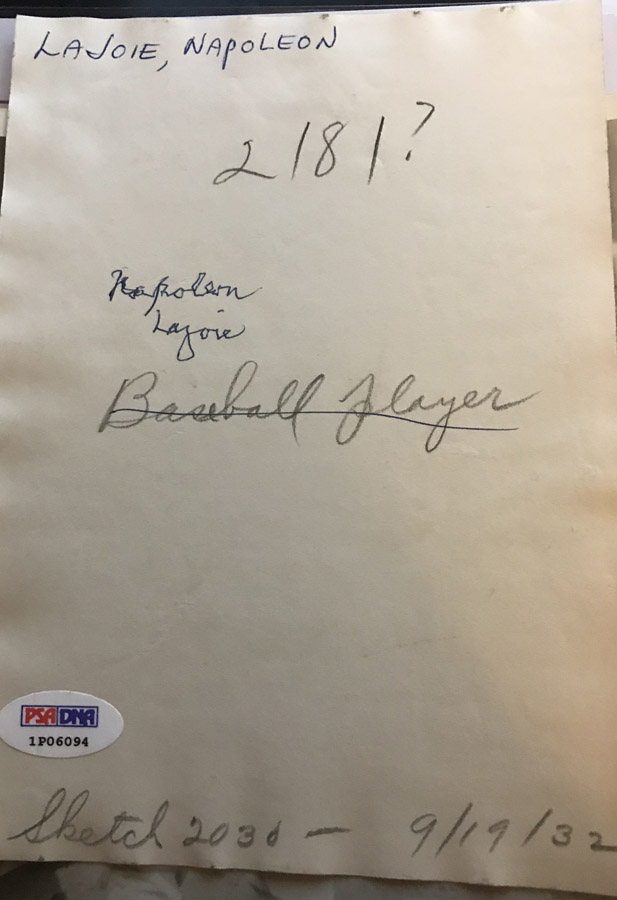 LAJOIE, NAPOLEON
2181?
Napoleon
Lajoie
Baseball Player
PSA DNA
1P06094
Sketch 2030 — 9/19/32